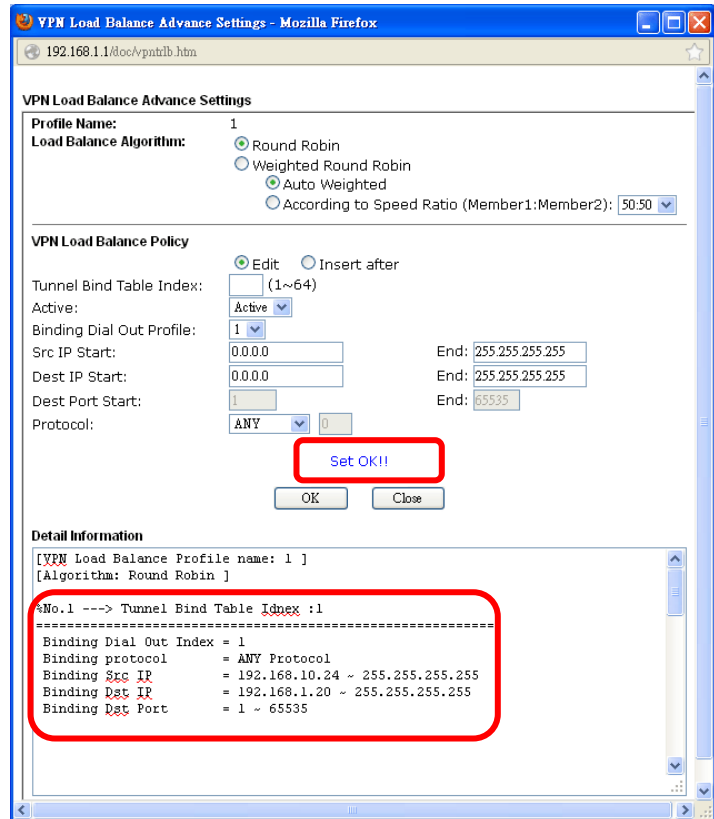 VPN Load Balance Advance Settings - Mozilla Firefox
192.168.1.1/doc/vpntrlb.htm
VPN Load Balance Advance Settings
Profile Name: 1
Load Balance Algorithm: Round Robin
Weighted Round Robin
Auto Weighted
According to Speed Ratio (Member1:Member2): 50:50
VPN Load Balance Policy
Edit Insert after
Tunnel Bind Table Index: (1~64)
Active: Active
Binding Dial Out Profile: 1
Src IP Start: 0.0.0.0 End: 255.255.255.255
Dest IP Start: 0.0.0.0 End: 255.255.255.255
Dest Port Start: 1 End: 65535
Protocol: ANY 0
Set OK!!
OK Close
Detail Information
[VPN Load Balance Profile name: 1 ]
[Algorithm: Round Robin ]
%No.1 ---> Tunnel Bind Table Idnex :1
============================================================
Binding Dial Out Index = 1
Binding protocol = ANY Protocol
Binding Src IP = 192.168.10.24 ~ 255.255.255.255
Binding Dst IP = 192.168.1.20 ~ 255.255.255.255
Binding Dst Port = 1 ~ 65535